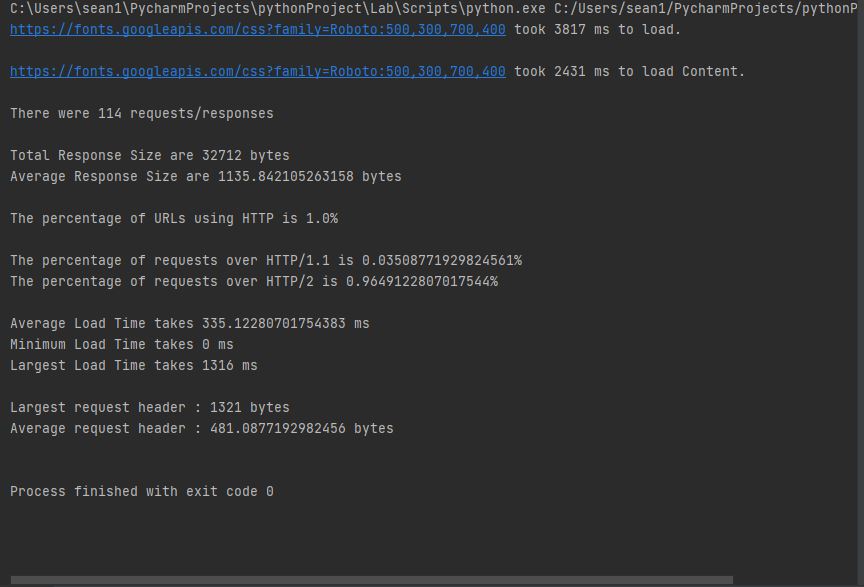 C:\Users\sean1\PycharmProjects\pythonProject\Lab\Scripts\python.exe C:/Users/sean1/PycharmProjects/pythonP
https://fonts.googleapis.com/css?family=Roboto:500,300,700,400 took 3817 ms to load.
https://fonts.googleapis.com/css?family=Roboto:500,300,700,400 took 2431 ms to load Content.
There were 114 requests/responses
Total Response Size are 32712 bytes
Average Response Size are 1135.842105263158 bytes
The percentage of URLs using HTTP is 1.0%
The percentage of requests over HTTP/1.1 is 0.03508771929824561%
The percentage of requests over HTTP/2 is 0.9649122807017544%
Average Load Time takes 335.12280701754383 ms
Minimum Load Time takes 0 ms
Largest Load Time takes 1316 ms
Largest request header : 1321 bytes
Average request header : 481.0877192982456 bytes
Process finished with exit code 0